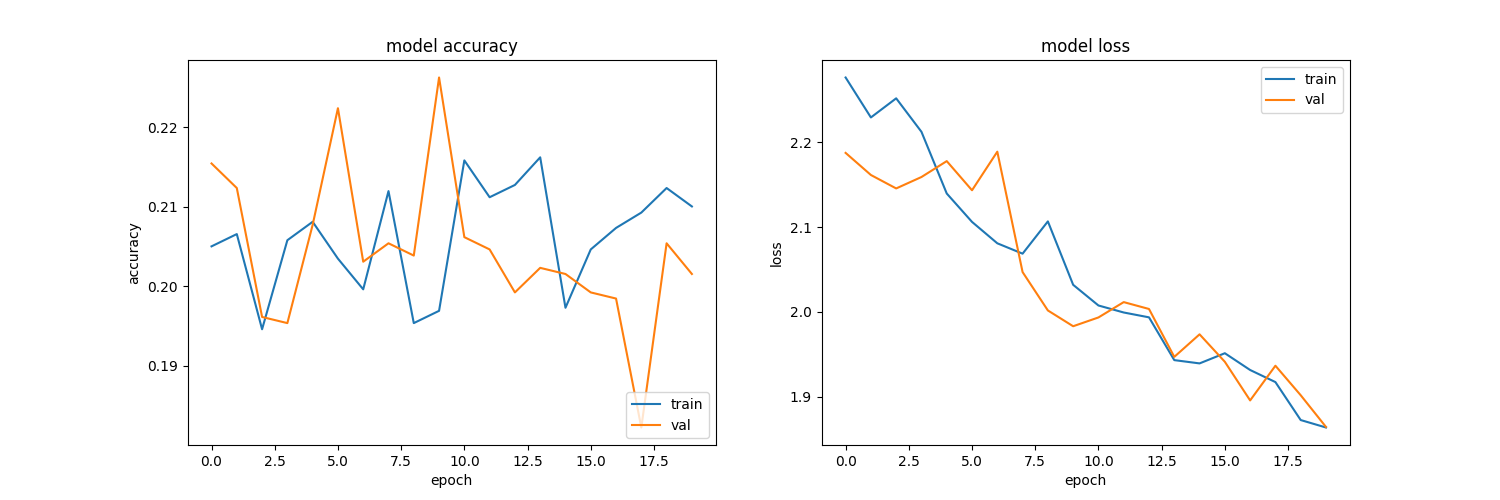 model accuracy
0.22
0.21
0.20
0.19
accuracy
train
val
0.0 2.5 5.0 7.5 10.0 12.5 15.0 17.5
epoch
model loss
2.2
2.1
2.0
1.9
loss
train
val
0.0 2.5 5.0 7.5 10.0 12.5 15.0 17.5
epoch